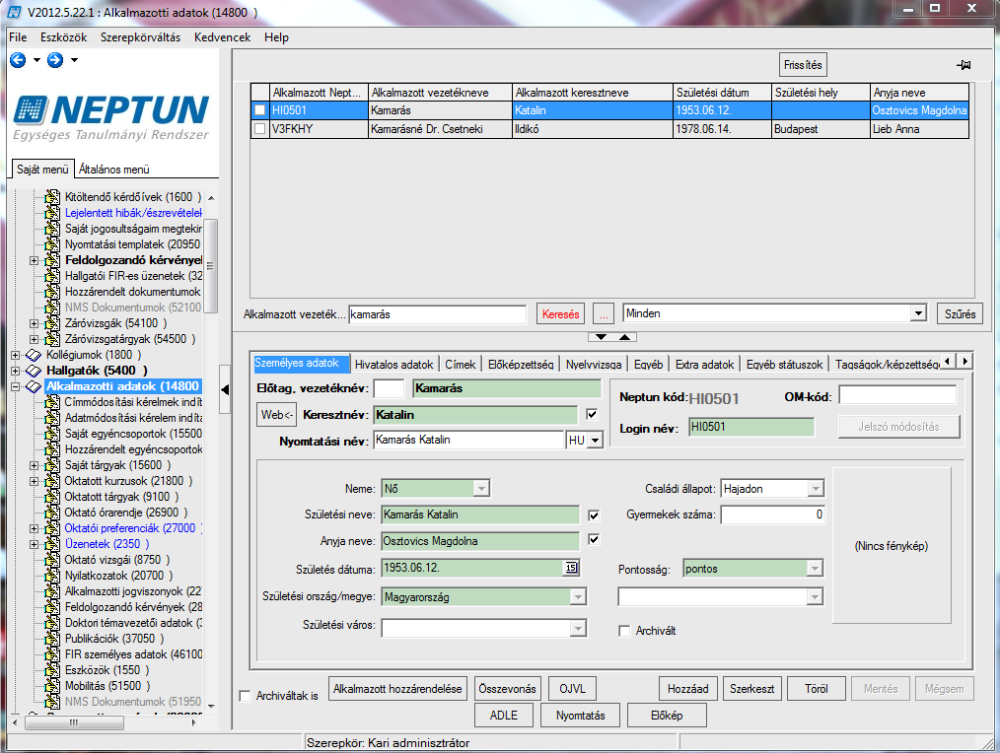 V2012.5.22.1 : Alkalmazotti adatok (14800  )
File Eszközök Szerepkörváltás Kedvencek Help
NEPTUN
Egységes Tanulmányi Rendszer
Saját menü Általános menü
Kitöltendő kérdőívek (1600  )
Lejelentett hibák/észrevételek
Saját jogosultságaim megtekin
Nyomtatási templatek (20950
Feldolgozandó kérvények
Hallgatói FIR-es üzenetek (32
Hozzárendelt dokumentumok
NMS Dokumentumok (52100
Záróvizsgák (54100  )
Záróvizsgatárgyak (54500  )
Kollégiumok (1800  )
Hallgatók (5400  )
Alkalmazotti adatok (14800
Címmódosítási kérelmek indít
Adatmódosítási kérelem indíta
Saját egyéncsoportok (15500
Hozzárendelt egyéncsoportok
Saját tárgyak (15600  )
Oktatott kurzusok (21800  )
Oktatott tárgyak (9100  )
Oktató órarendje (26900  )
Oktatói preferenciák (27000
Üzenetek (2350  )
Oktató vizsgái (8750  )
Nyilatkozatok (20700  )
Alkalmazotti jogviszonyok (22
Feldolgozandó kérvények (28
Doktori témavezetői adatok (3
Publikációk (37050  )
FIR személyes adatok (46100
Eszközök (1550  )
Mobilitás (51500  )
NMS Dokumentumok (51950
Frissítés
Alkalmazott Nept... Alkalmazott vezetékneve Alkalmazott keresztneve Születési dátum Születési hely Anyja neve
HI0501 Kamarás Katalin 1953.06.12. Osztovics Magdolna
V3FKHY Kamarásné Dr. Csetneki Ildikó 1978.06.14. Budapest Lieb Anna
Alkalmazott vezeték... kamarás Keresés ... Minden Szűrés
Személyes adatok Hivatalos adatok Címek Előképzettség Nyelvvizsga Egyéb Extra adatok Egyéb státuszok Tagságok/képzettsége
Előtag, vezetéknév: Kamarás
Web<- Keresztnév: Katalin
Nyomtatási név: Kamarás Katalin HU
Neptun kód: HI0501 OM-kód:
Login név: HI0501 Jelszó módosítás
Neme: Nő Családi állapot: Hajadon
Születési neve: Kamarás Katalin Gyermekek száma: 0
Anyja neve: Osztovics Magdolna
(Nincs fénykép)
Születés dátuma: 1953.06.12. 15 Pontosság: pontos
Születési ország/megye: Magyarország
Születési város: Archivált
Archiváltak is Alkalmazott hozzárendelése Összevonás OJVL Hozzáad Szerkeszt Töröl Mentés Mégsem
ADLE Nyomtatás Előkép
Szerepkör: Kari adminisztrátor